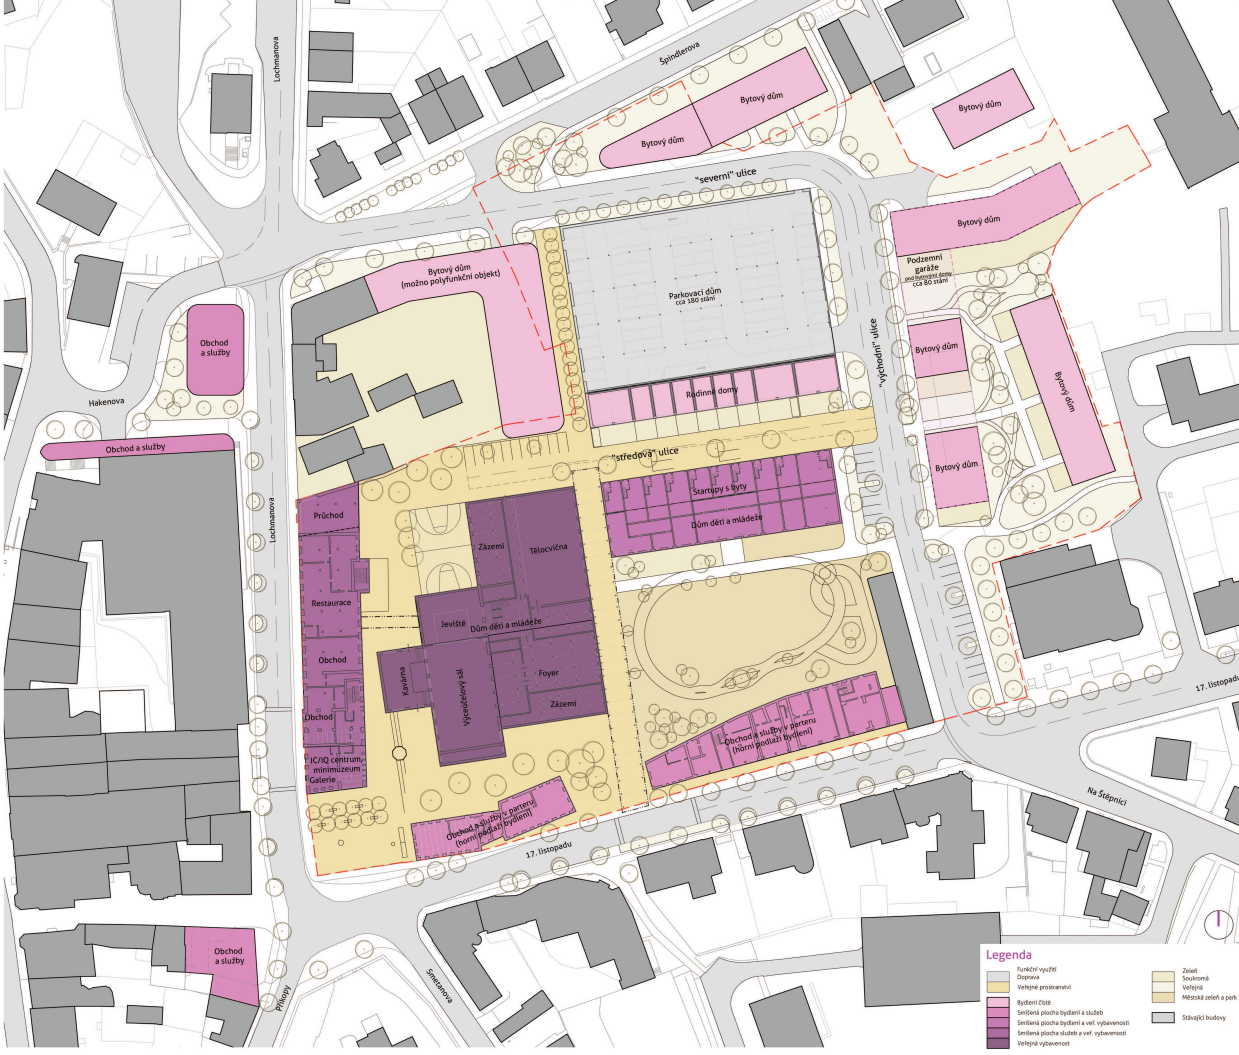 Lochmanova
Špindlerova
Bytový dům
Bytový dům
Bytový dům
"severní" ulice
Bytový dům
Bytový dům
(možno polyfunkční objekt)
Podzemní
garáže
pod bytovými domy
cca 80 stání
Parkovací dům
cca 180 stání
Obchod
a služby
"východní" ulice
Bytový dům
Bytový dům
Rodinné domy
Hakenova
Obchod a služby
"středová" ulice
Bytový dům
Startupy s byty
Lochmanova
Průchod
Dům dětí a mládeže
Zázemí
Tělocvična
Restaurace
Jeviště
Dům dětí a mládeže
Obchod
Kavárna
Víceúčelový sál
Foyer
Zázemí
17. listopadu
Obchod
Obchod a služby v parteru
(horní podlaží bydlení)
IC/IQ centrum,
minimuzeum
Galerie
Na Štěpnici
Obchod a služby v parteru
(horní podlaží bydlení)
17. listopadu
Obchod
a služby
Příkopy
Smetanova
Legenda
Funkční využití
Doprava
Veřejné prostranství
Bydlení čisté
Smíšená plocha bydlení a služeb
Smíšená plocha bydlení a veř. vybavenosti
Smíšená plocha služeb a veř. vybavenosti
Veřejná vybavenost
Zeleň
Soukromá
Veřejná
Městská zeleň a park
Stávající budovy